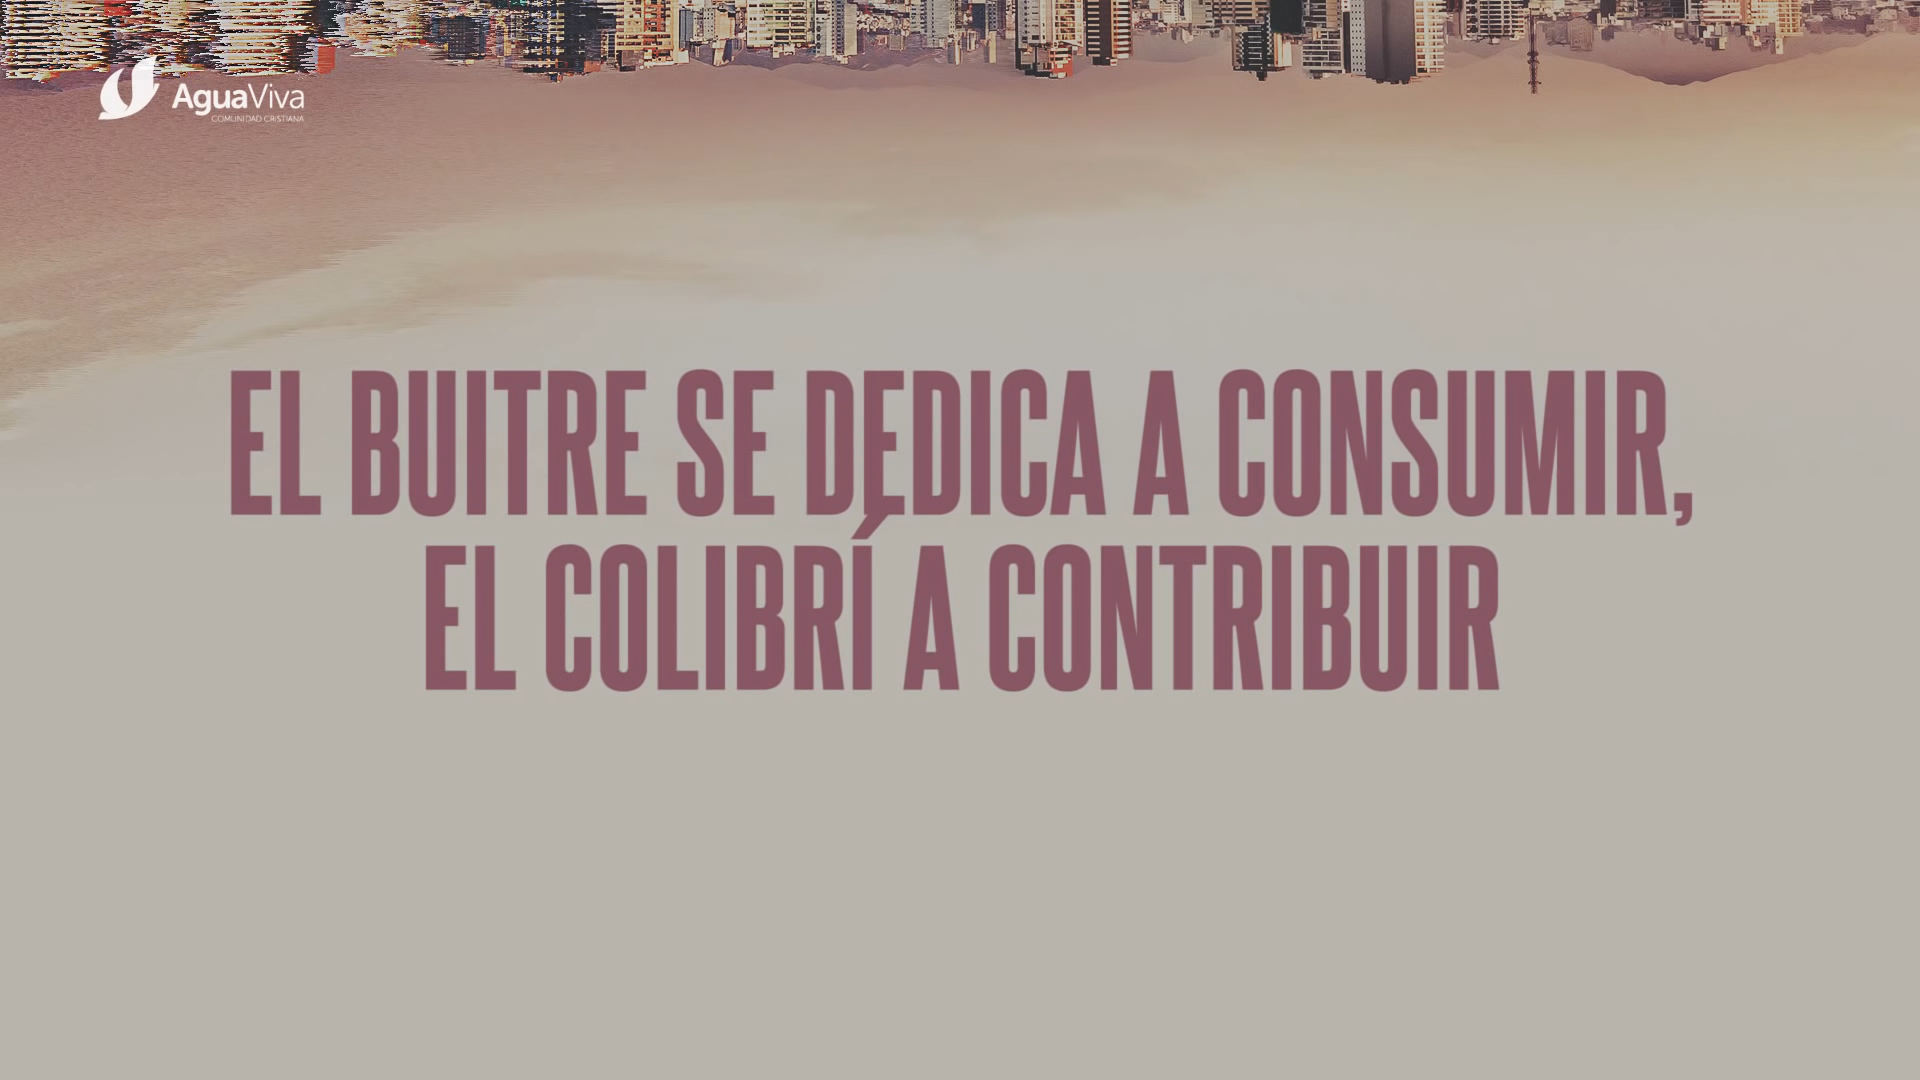 AguaViva
COMUNIDAD CRISTIANA
EL BUITRE SE DEDICA A CONSUMIR,
EL COLIBRÍ A CONTRIBUIR